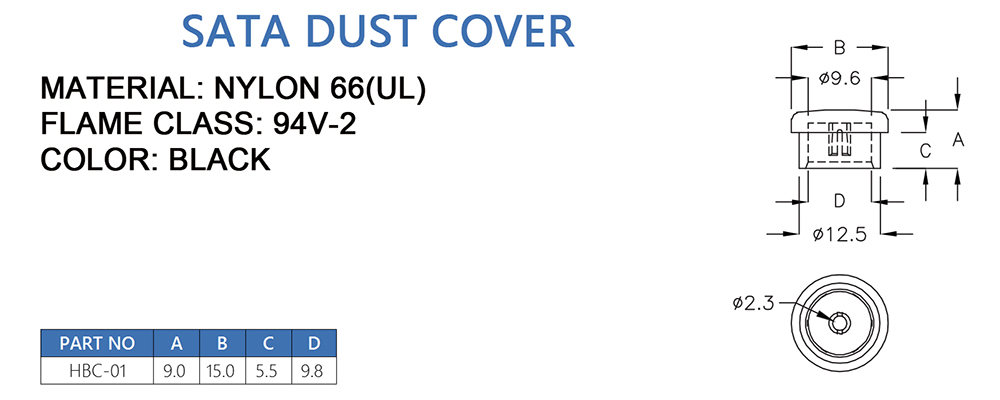 SATA DUST COVER
MATERIAL: NYLON 66(UL)
FLAME CLASS: 94V-2
COLOR: BLACK
B
ø9.6
A
C
D
ø12.5
ø2.3
PART NO A B C D
HBC-01 9.0 15.0 5.5 9.8